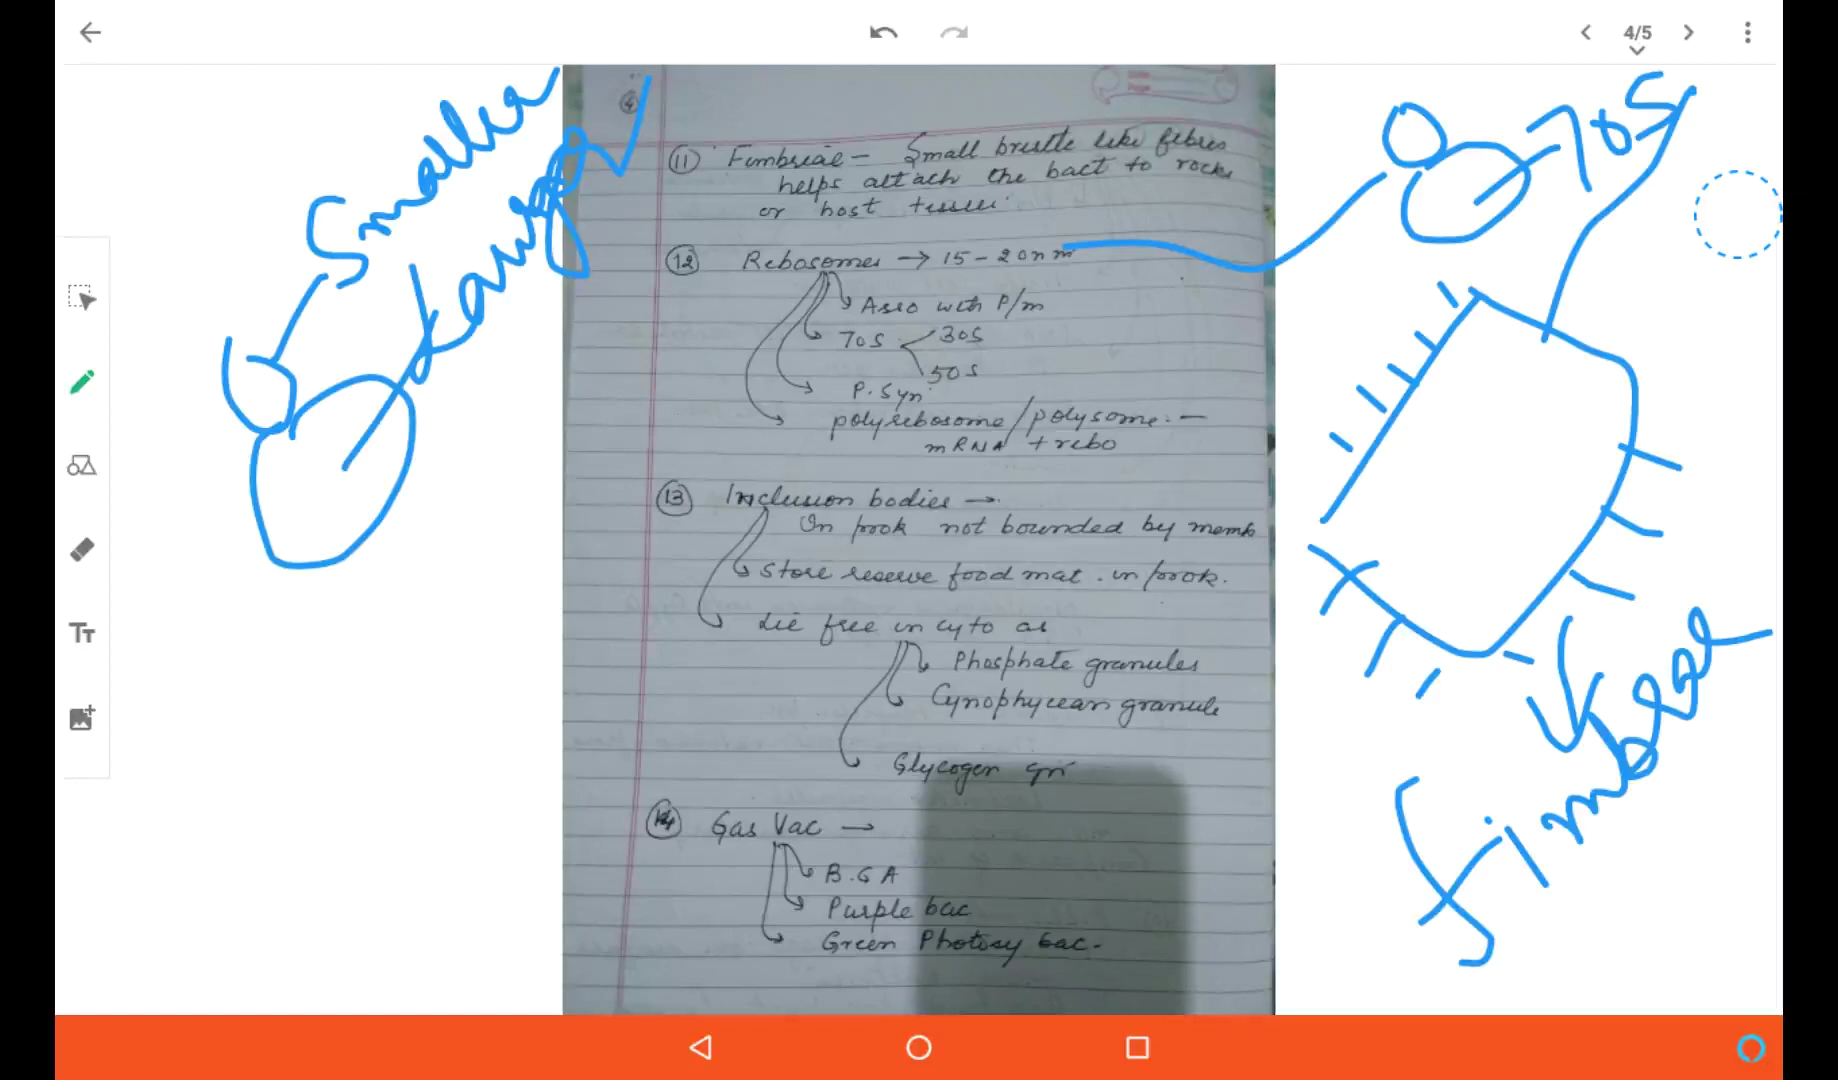 4/5
4
Smaller
Larger
70S
Fimbrae
(11) Fimbriae - Small bristle like fibres
helps attach the bact to rocks
or host tissue.
(12) Ribosomes → 15-20nm
Asso with P/m
70S 30S
50S
P. Syn
polyribosome/polysome. -
mRNA + ribo
(13) Inclusion bodies →
In prok not bounded by memb
Store reserve food mat. in prok.
Lie free in cyto as
Phosphate granules
Cynophycean granule
Glycogen gr
(14) Gas Vac →
B.G A
Purple bac
Green Photosy bac-
Tт